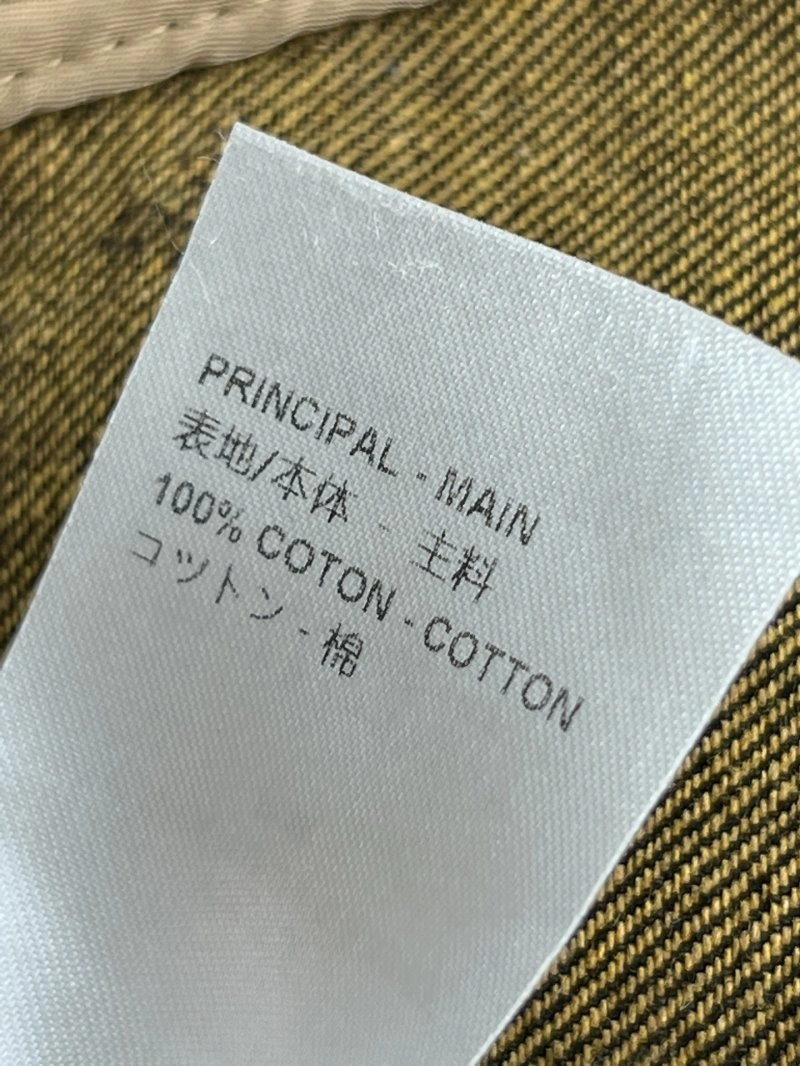 PRINCIPAL - MAIN
表地/本体 - 主料
100% COTON - COTTON
コットン - 棉